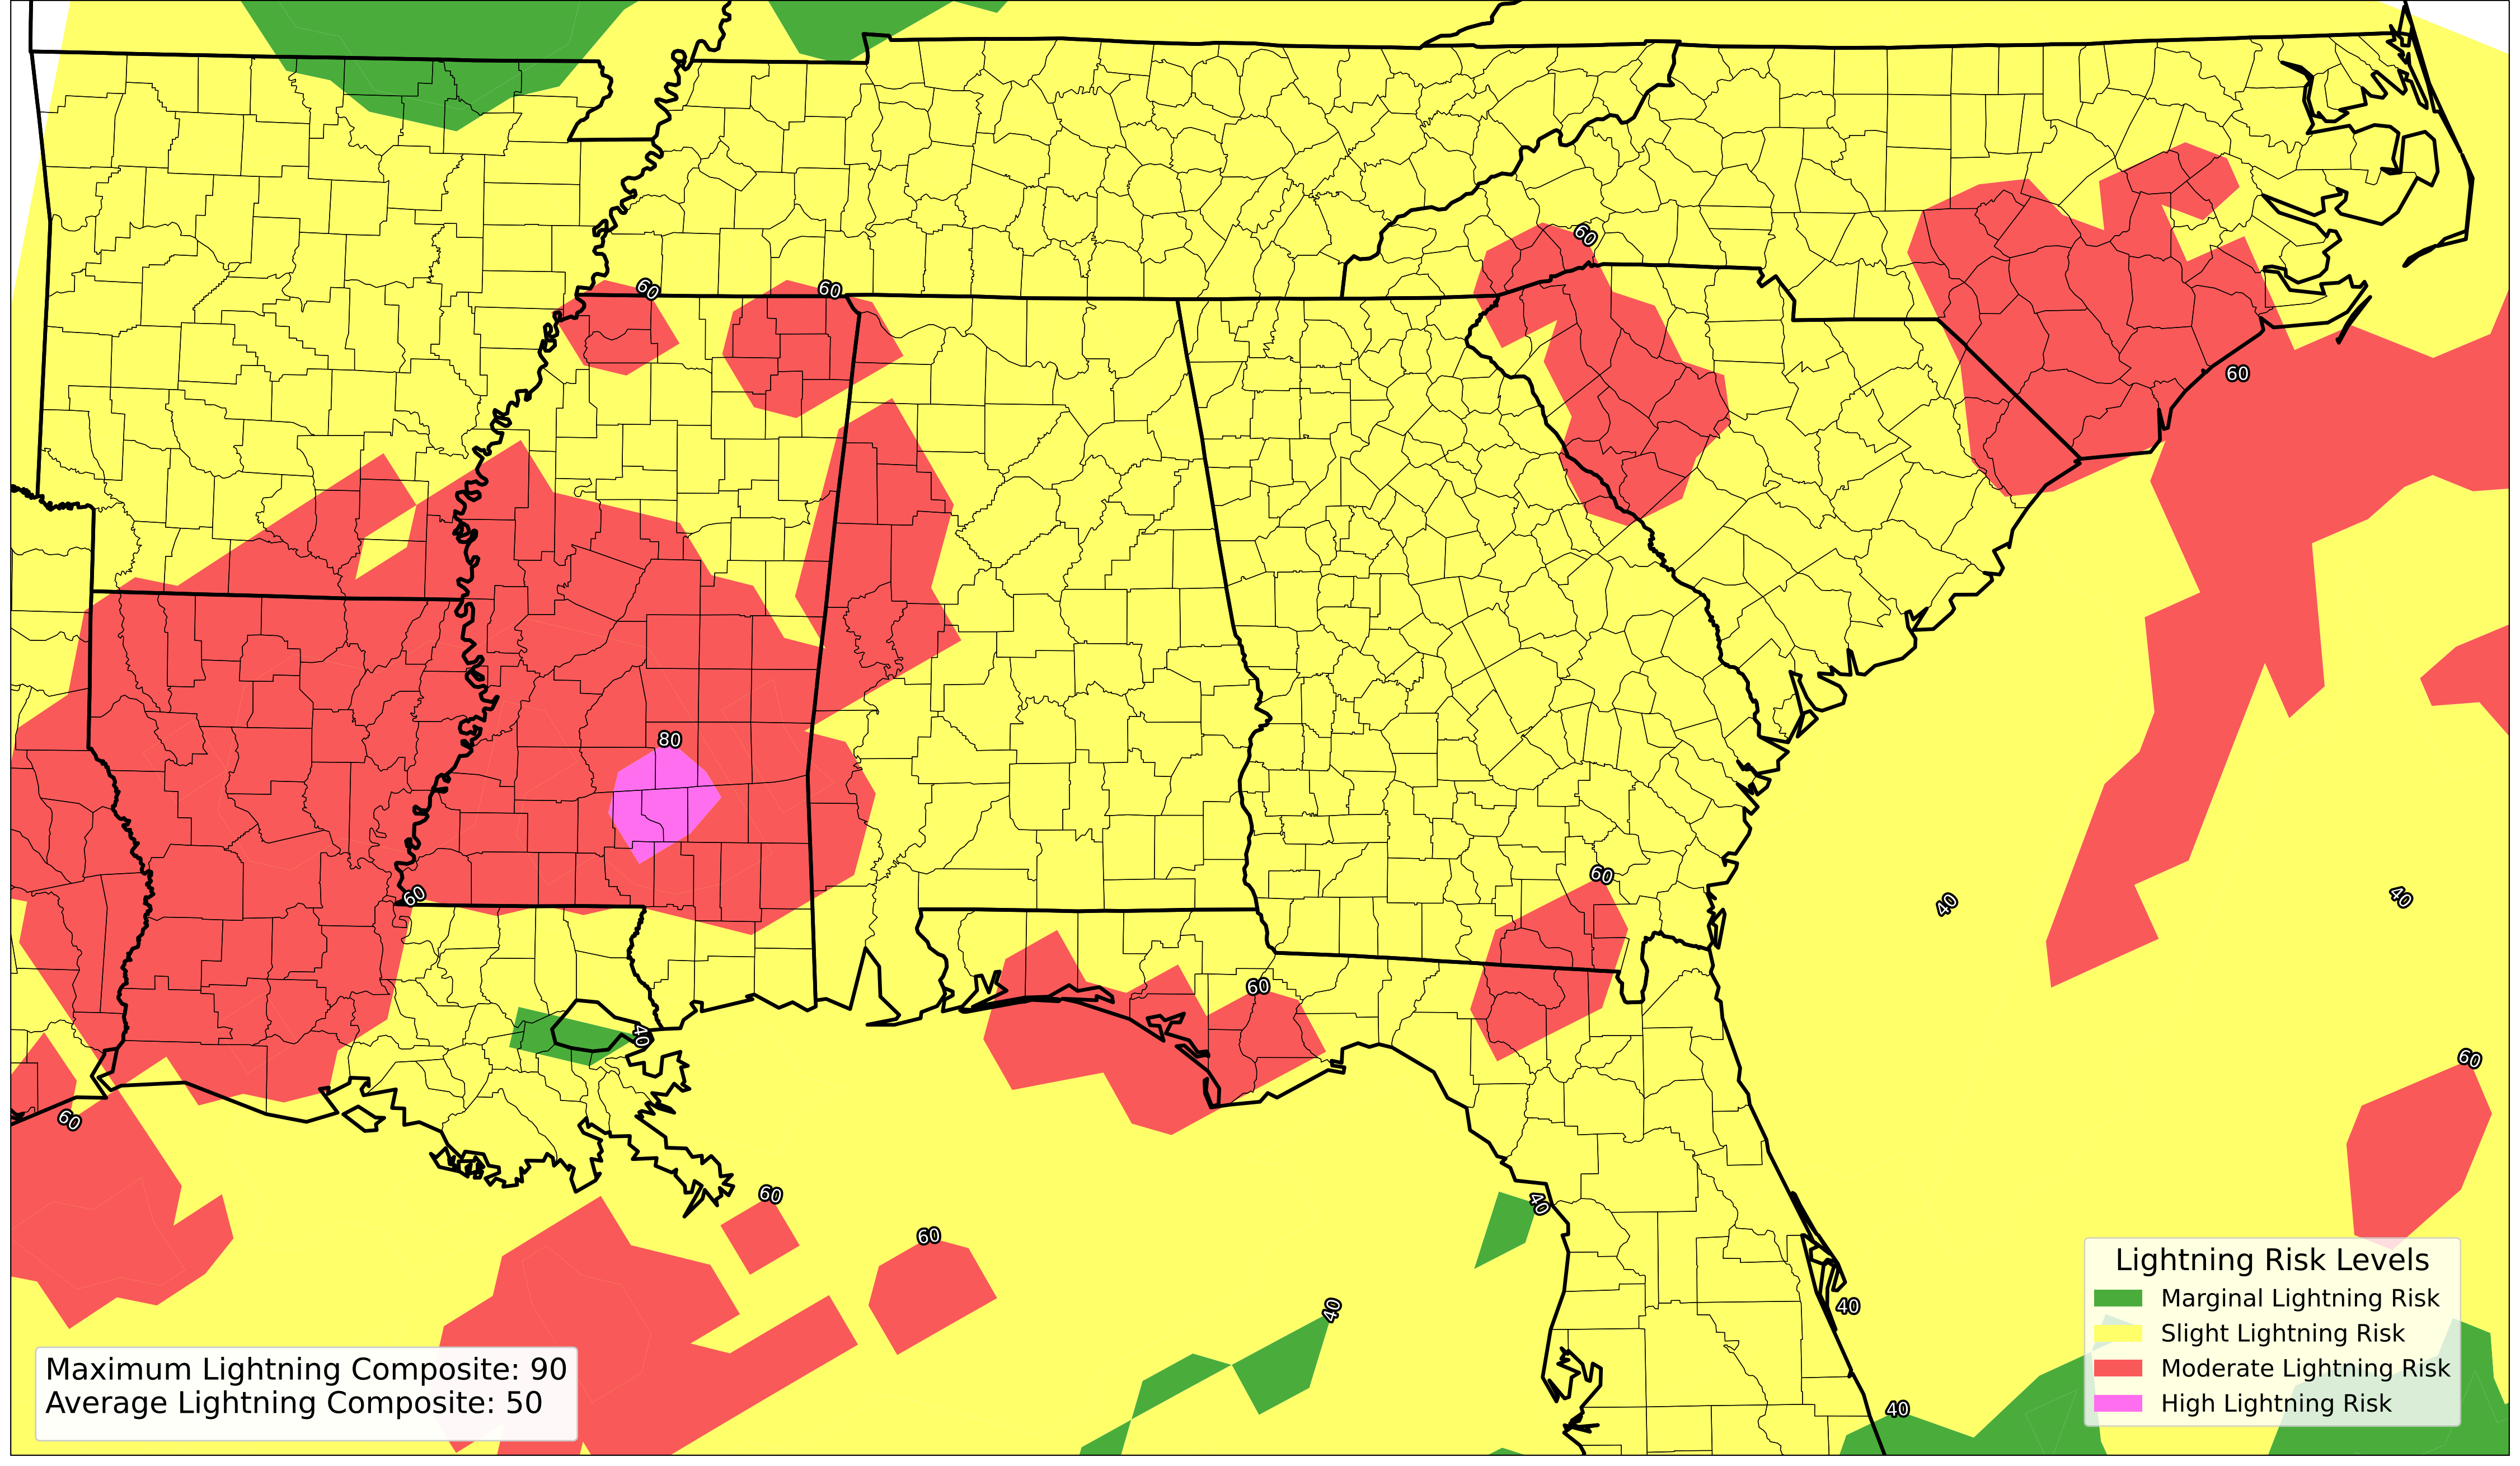 60
60
60
60
80
60
60
40
40
60
40
60
60
40
60
60
40
40
40
Lightning Risk Levels
Marginal Lightning Risk
Slight Lightning Risk
Moderate Lightning Risk
High Lightning Risk
Maximum Lightning Composite: 90
Average Lightning Composite: 50